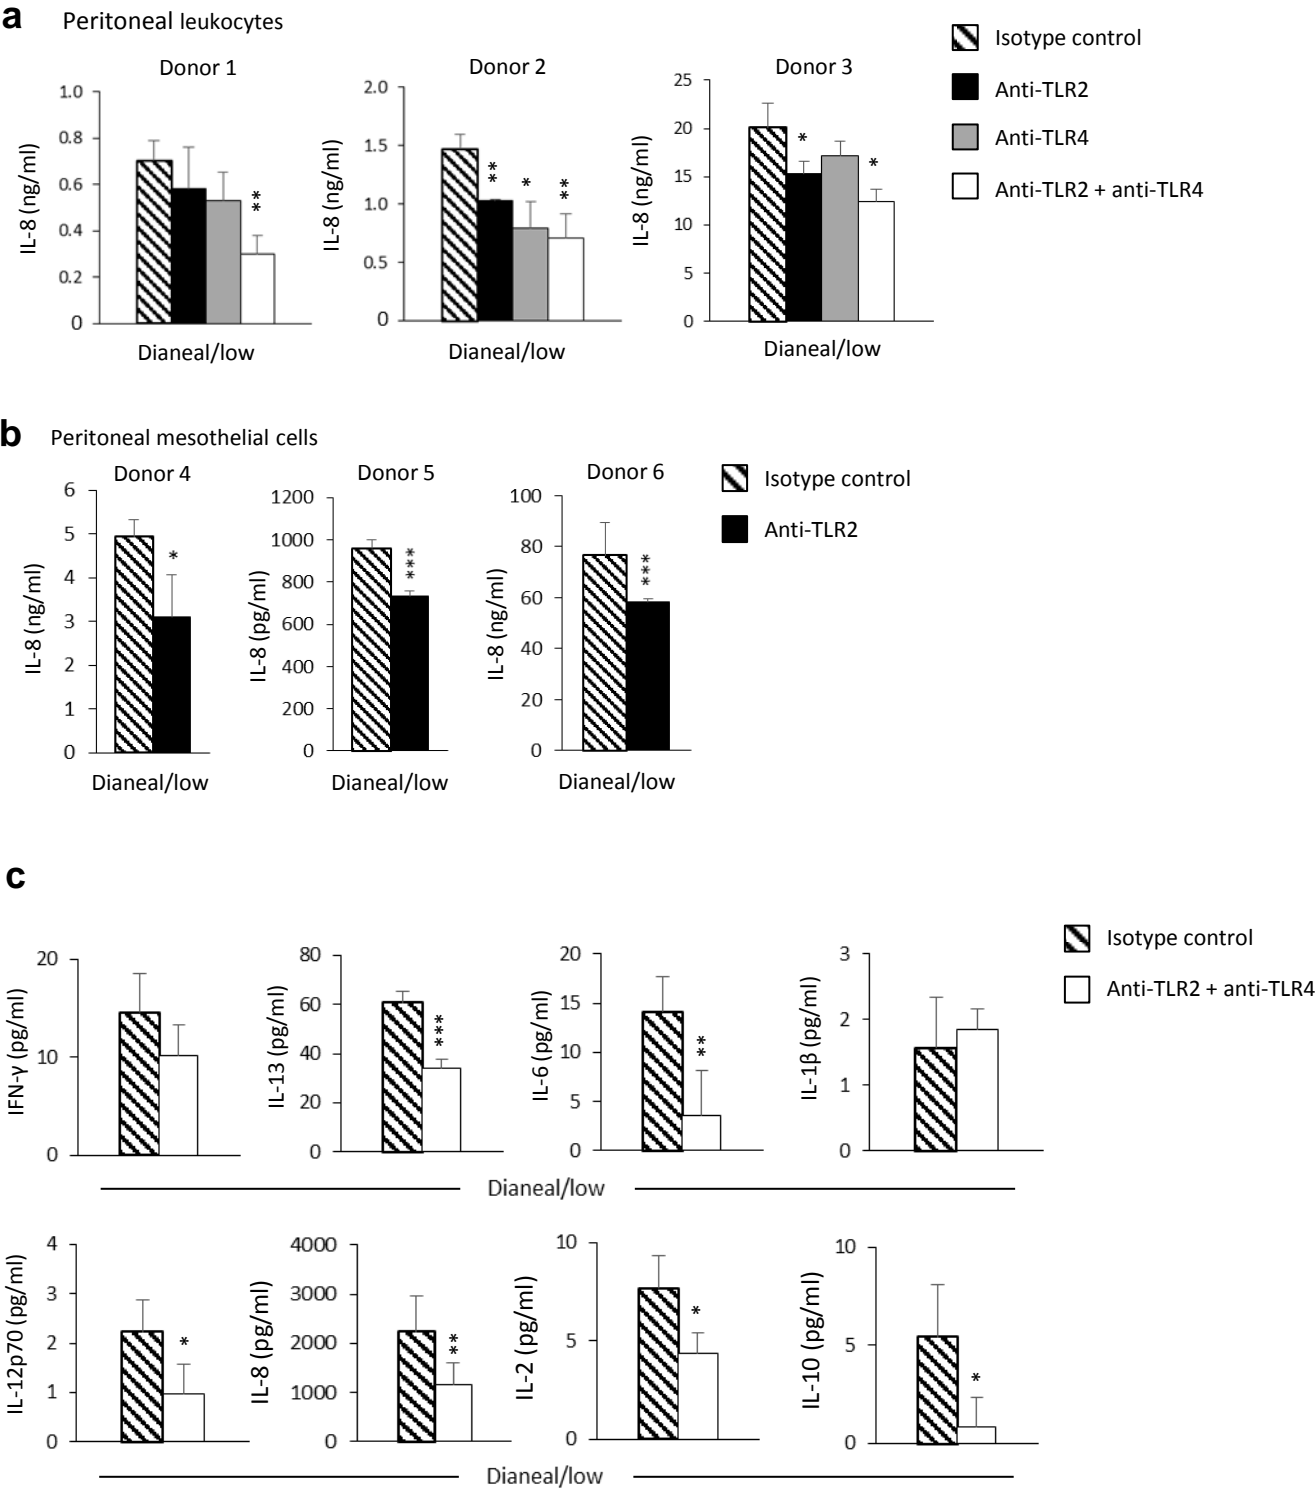 a Peritoneal leukocytes
Donor 1
Donor 2
Donor 3
Isotype control
Anti-TLR2
Anti-TLR4
Anti-TLR2 + anti-TLR4
IL-8 (ng/ml)
1.0
0.8
0.6
0.4
0.2
0
**
Dianeal/low
IL-8 (ng/ml)
2.0
1.5
1.0
0.5
0
**
*
**
Dianeal/low
IL-8 (ng/ml)
25
20
15
10
5
0
*
*
Dianeal/low
b Peritoneal mesothelial cells
Donor 4
Donor 5
Donor 6
Isotype control
Anti-TLR2
IL-8 (ng/ml)
6
5
4
3
2
1
0
*
Dianeal/low
IL-8 (pg/ml)
1200
1000
800
600
400
200
0
***
Dianeal/low
IL-8 (ng/ml)
100
80
60
40
20
0
***
Dianeal/low
c
Isotype control
Anti-TLR2 + anti-TLR4
IFN-γ (pg/ml)
20
10
0
IL-13 (pg/ml)
80
60
40
20
0
***
IL-6 (pg/ml)
20
15
10
5
0
**
IL-1β (pg/ml)
3
2
1
0
Dianeal/low
IL-12p70 (pg/ml)
4
3
2
1
0
*
IL-8 (pg/ml)
4000
3000
2000
1000
0
**
IL-2 (pg/ml)
10
5
0
*
IL-10 (pg/ml)
10
5
0
*
Dianeal/low